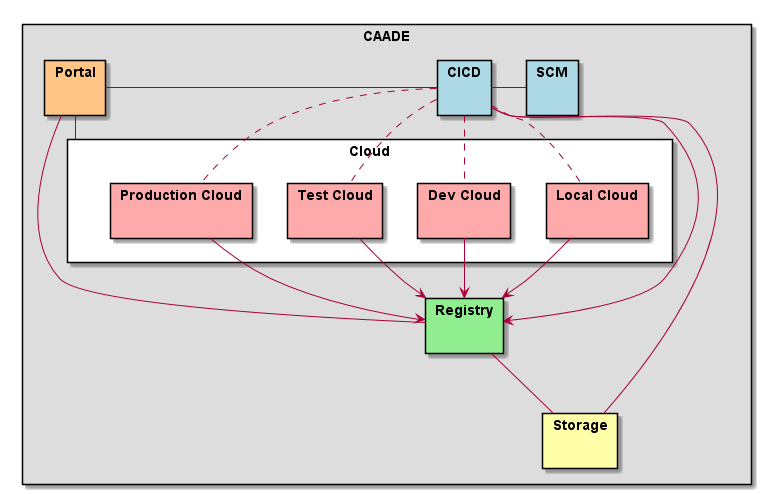 CAADE
Portal
CICD
SCM
Cloud
Production Cloud
Test Cloud
Dev Cloud
Local Cloud
Registry
Storage